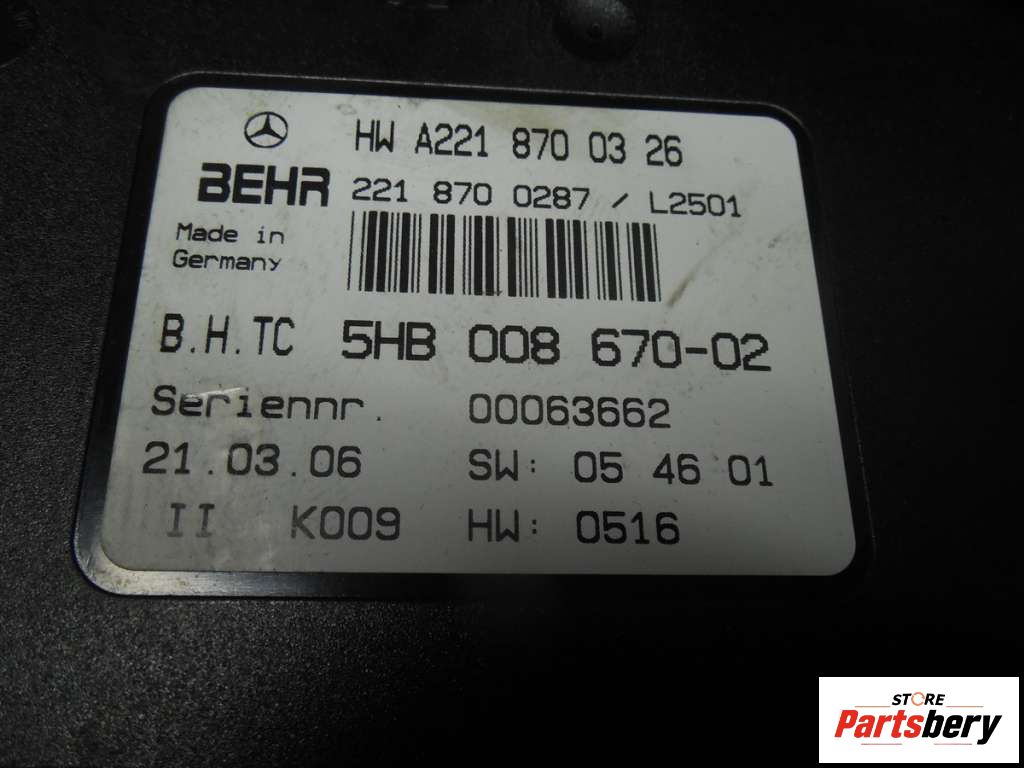 HW A221 870 03 26
BEHR 221 870 0287 / L2501
Made in
Germany
B.H.TC 5HB 008 670-02
Seriennr. 00063662
21.03.06 SW: 05 46 01
II K009 HW: 0516
STORE
Partsbery